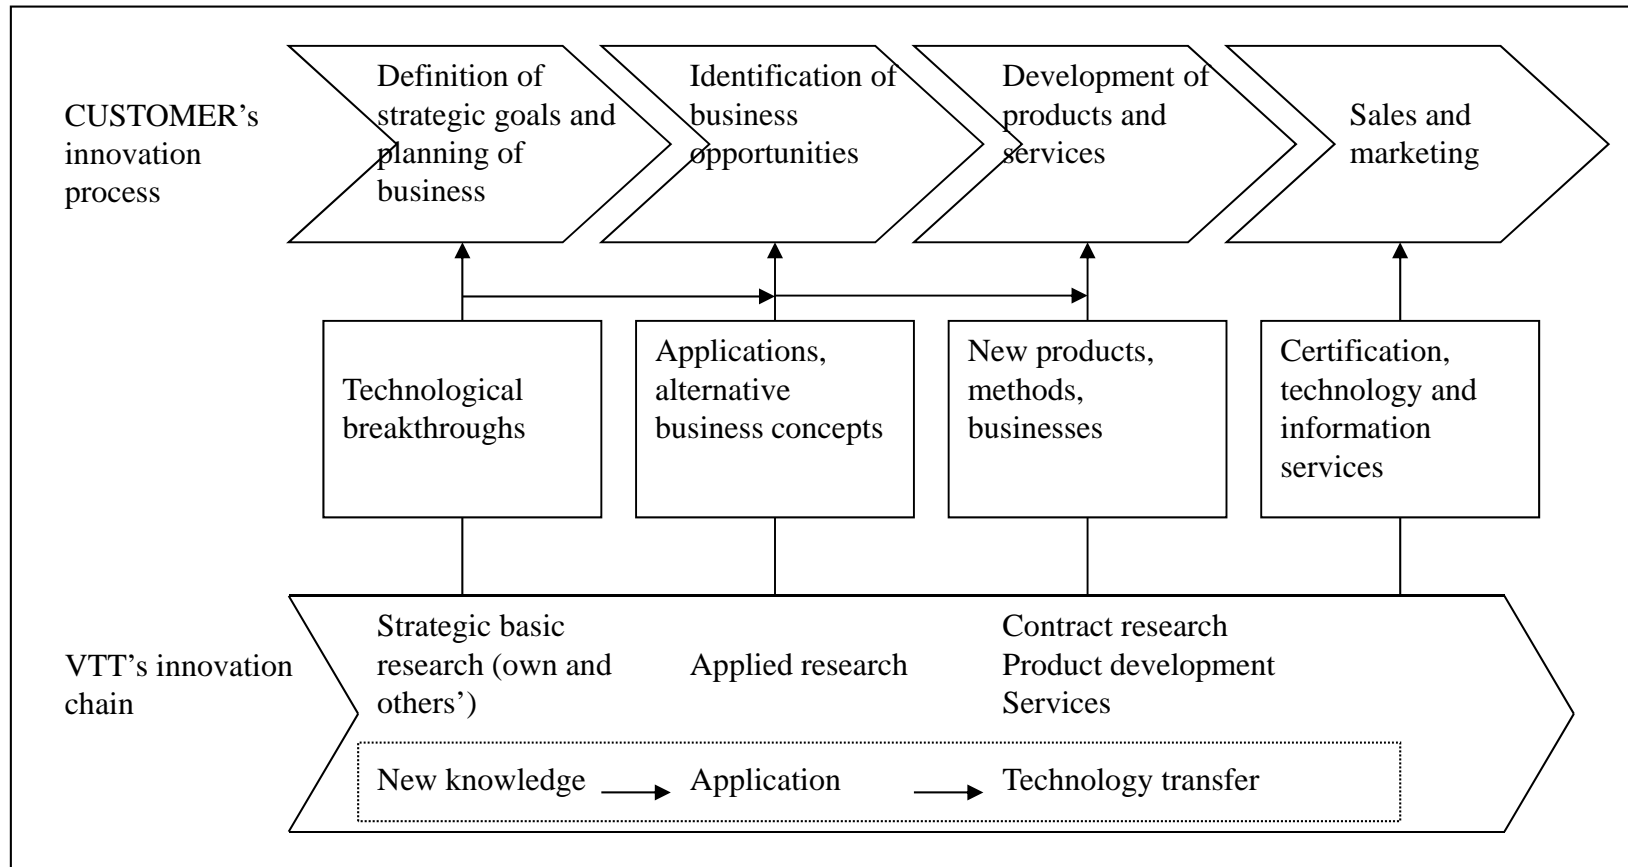 CUSTOMER’s
innovation
process
Definition of
strategic goals and
planning of
business
Identification of
business
opportunities
Development of
products and
services
Sales and
marketing
Technological
breakthroughs
Applications,
alternative
business concepts
New products,
methods,
businesses
Certification,
technology and
information
services
VTT’s innovation
chain
Strategic basic
research (own and
others’)
Applied research
Contract research
Product development
Services
New knowledge
Application
Technology transfer